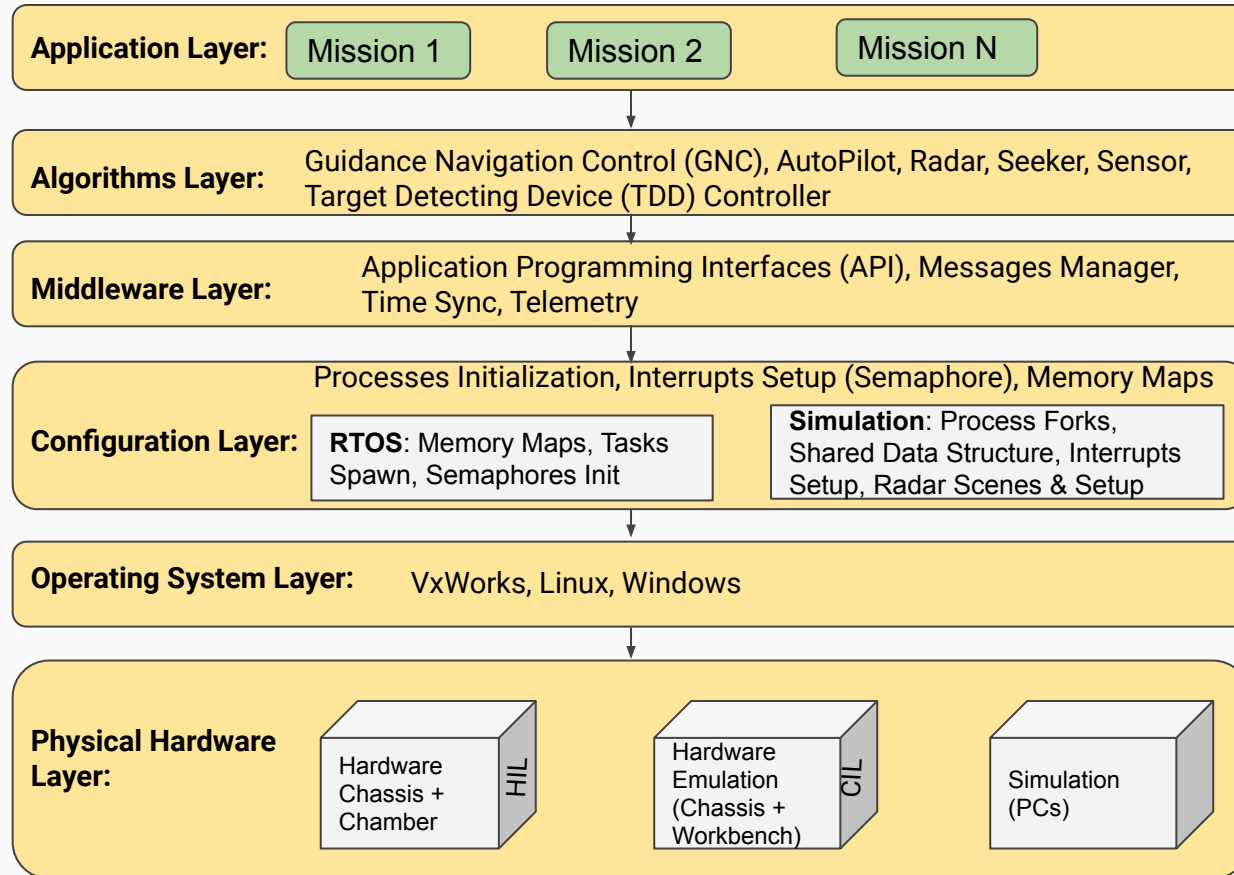 Application Layer:
Mission 1
Mission 2
Mission N
Algorithms Layer:
Guidance Navigation Control (GNC), AutoPilot, Radar, Seeker, Sensor,
Target Detecting Device (TDD) Controller
Middleware Layer:
Application Programming Interfaces (API), Messages Manager,
Time Sync, Telemetry
Configuration Layer:
Processes Initialization, Interrupts Setup (Semaphore), Memory Maps
RTOS: Memory Maps, Tasks
Spawn, Semaphores Init
Simulation: Process Forks,
Shared Data Structure, Interrupts
Setup, Radar Scenes & Setup
Operating System Layer:
VxWorks, Linux, Windows
Physical Hardware
Layer:
Hardware
Chassis +
Chamber
HIL
Hardware
Emulation
(Chassis +
Workbench)
CIL
Simulation
(PCs)